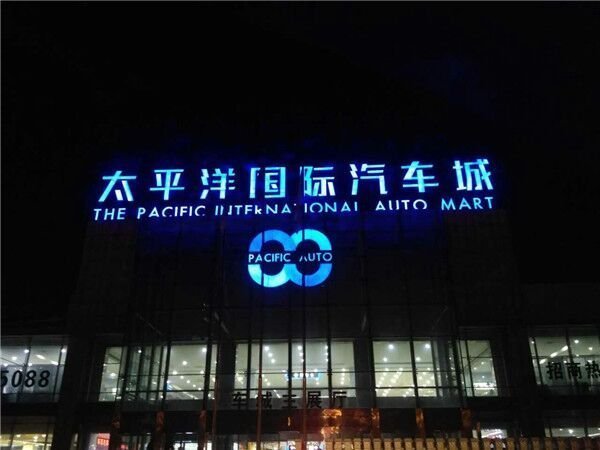 太平洋国际汽车城
THE PACIFIC INTERNATIONAL AUTO MART
PACIFIC AUTO
5088
招商热
车城主展厅